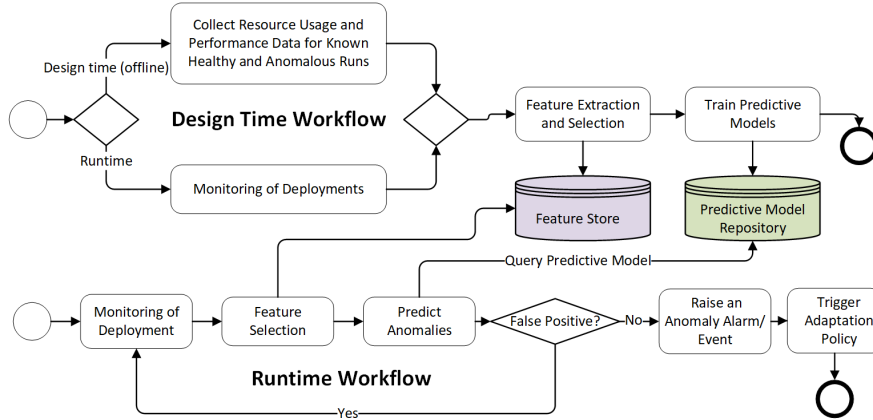 Collect Resource Usage and
Performance Data for Known
Healthy and Anomalous Runs
Design time (offline)
Design Time Workflow
Feature Extraction
and Selection
Train Predictive
Models
Runtime
Monitoring of Deployments
Feature Store
Predictive Model
Repository
Query Predictive Model
Monitoring of
Deployment
Feature
Selection
Predict
Anomalies
False Positive?
No
Raise an
Anomaly Alarm/
Event
Trigger
Adaptation
Policy
Runtime Workflow
Yes